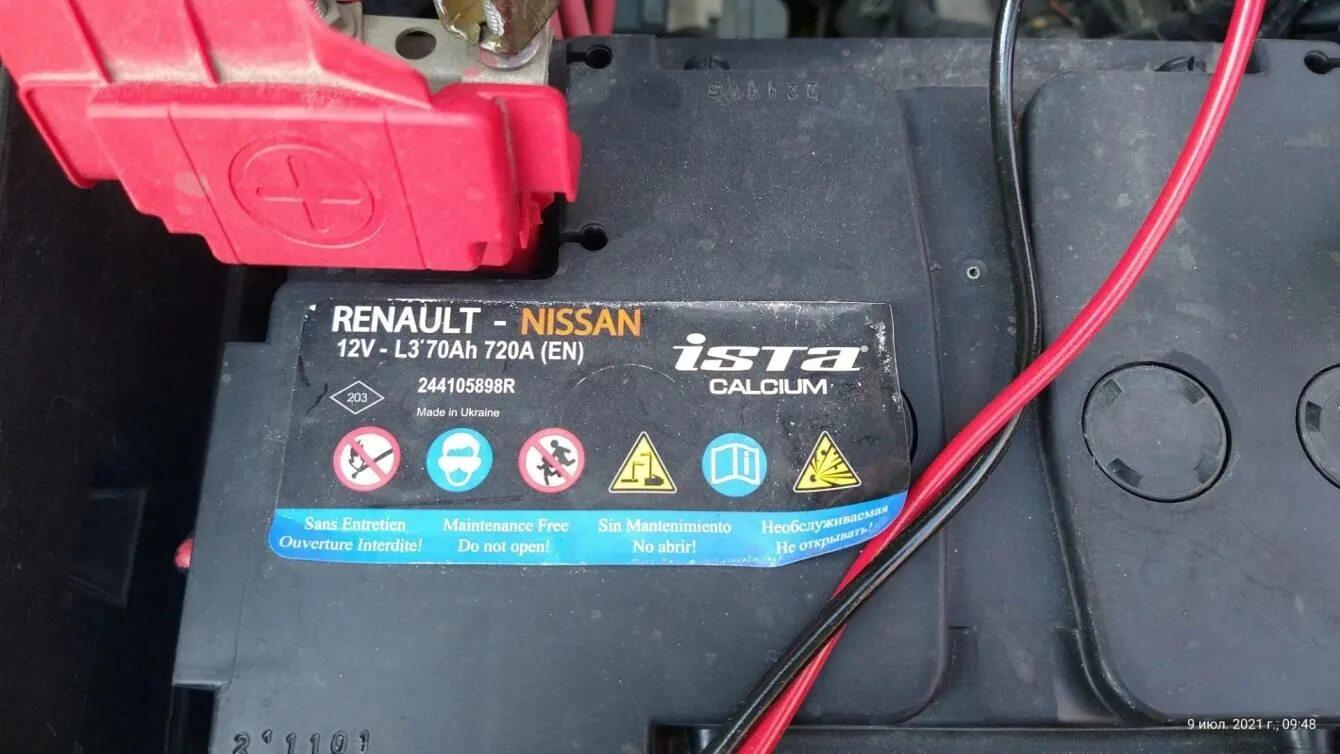 RENAULT - NISSAN
12V - L3 70Ah 720A (EN)
ista®
CALCIUM
244105898R
203
Made in Ukraine
Sans Entretien
Ouverture Interdite!
Maintenance Free
Do not open!
Sin Mantenimiento
No abrir!
Необслуживаемая
Не открывать!
9 июл. 2021 г., 09:48